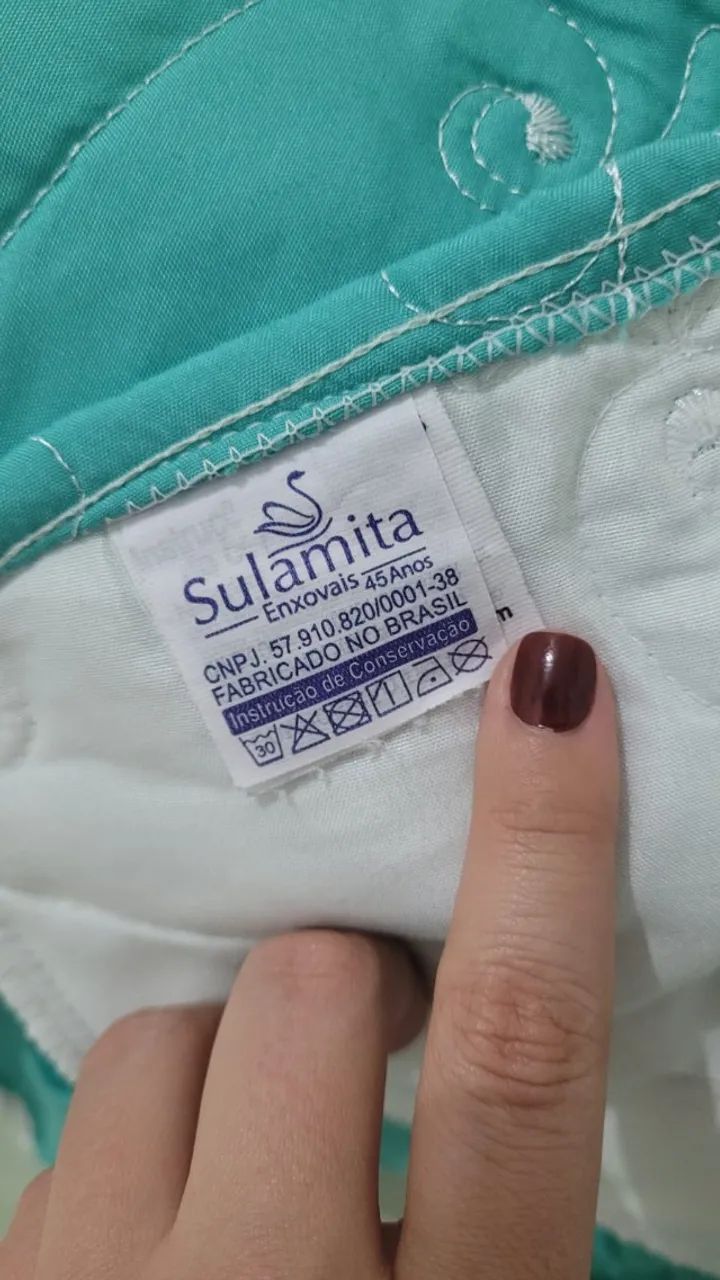 Sulamita
Enxovais 45 Anos
CNPJ. 57.910.820/0001-38
FABRICADO NO BRASIL
Instrução de Conservação
30